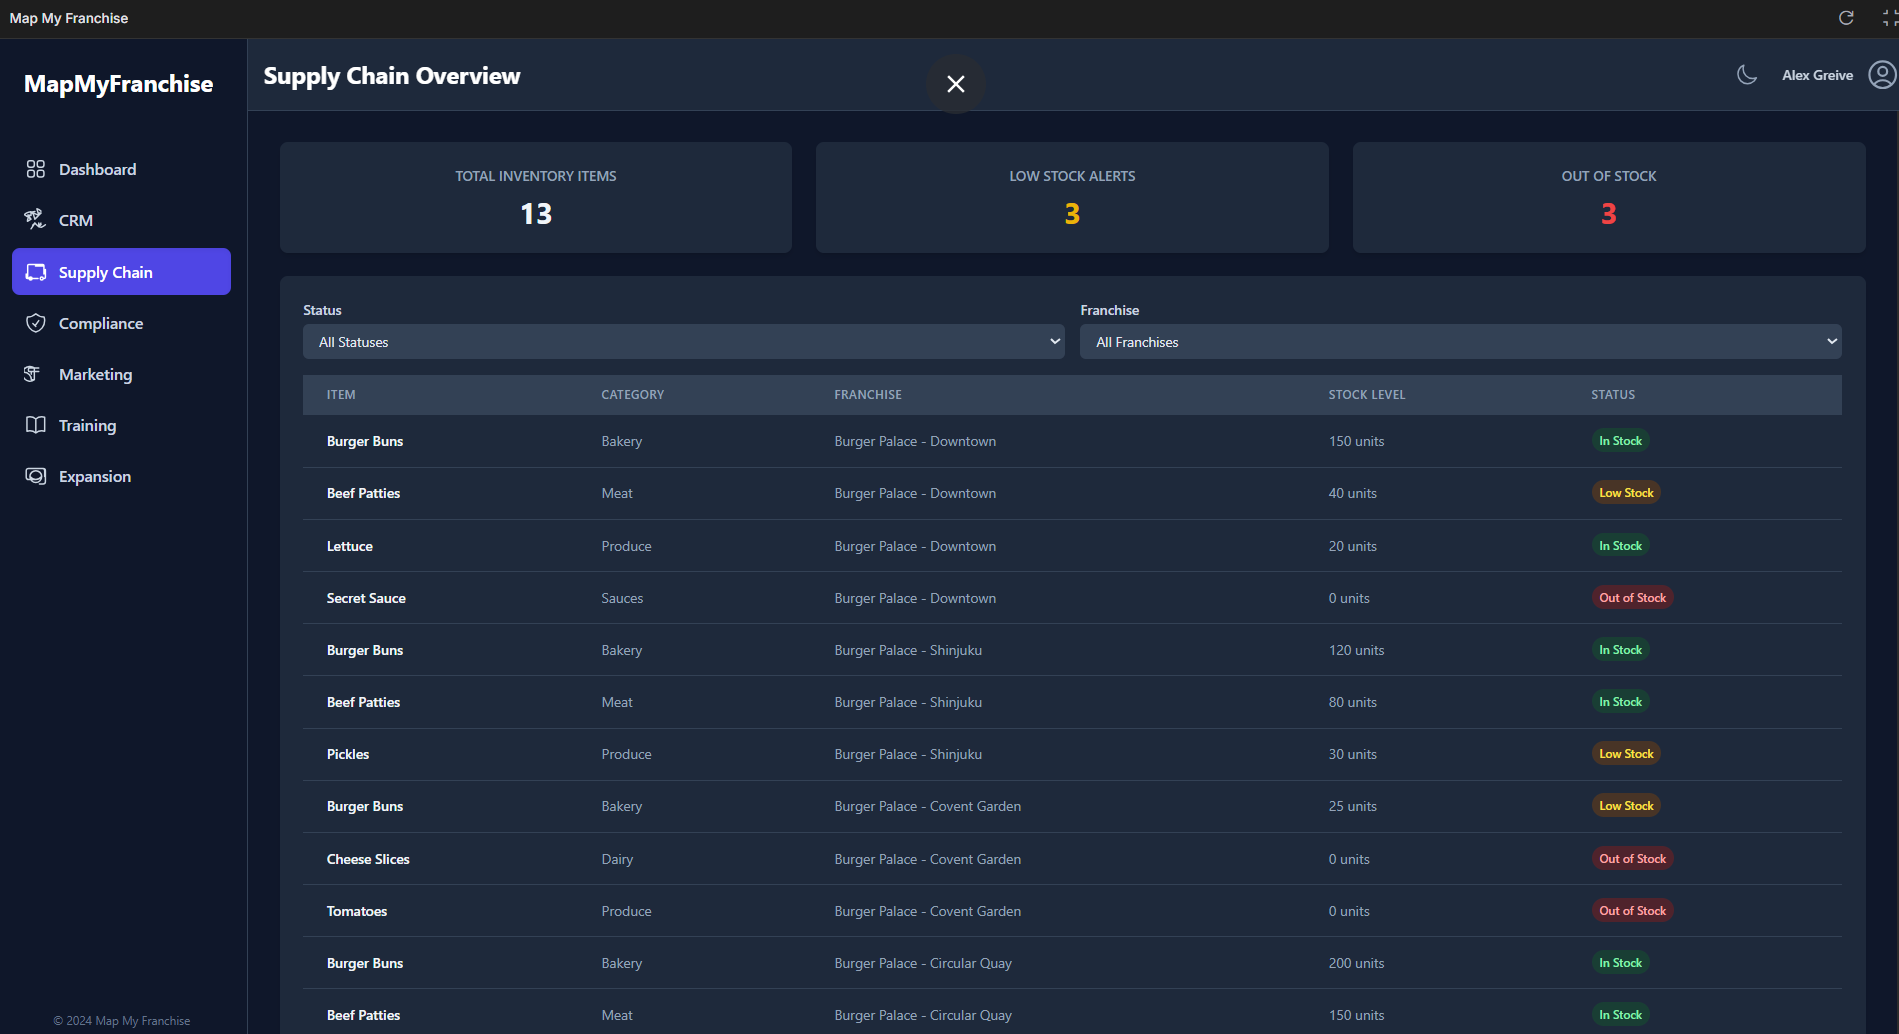 Map My Franchise
MapMyFranchise
Supply Chain Overview
Alex Greive
Dashboard
CRM
Supply Chain
Compliance
Marketing
Training
Expansion
© 2024 Map My Franchise
TOTAL INVENTORY ITEMS
13
LOW STOCK ALERTS
3
OUT OF STOCK
3
Status
All Statuses
Franchise
All Franchises
ITEM CATEGORY FRANCHISE STOCK LEVEL STATUS
Burger Buns Bakery Burger Palace - Downtown 150 units In Stock
Beef Patties Meat Burger Palace - Downtown 40 units Low Stock
Lettuce Produce Burger Palace - Downtown 20 units In Stock
Secret Sauce Sauces Burger Palace - Downtown 0 units Out of Stock
Burger Buns Bakery Burger Palace - Shinjuku 120 units In Stock
Beef Patties Meat Burger Palace - Shinjuku 80 units In Stock
Pickles Produce Burger Palace - Shinjuku 30 units Low Stock
Burger Buns Bakery Burger Palace - Covent Garden 25 units Low Stock
Cheese Slices Dairy Burger Palace - Covent Garden 0 units Out of Stock
Tomatoes Produce Burger Palace - Covent Garden 0 units Out of Stock
Burger Buns Bakery Burger Palace - Circular Quay 200 units In Stock
Beef Patties Meat Burger Palace - Circular Quay 150 units In Stock